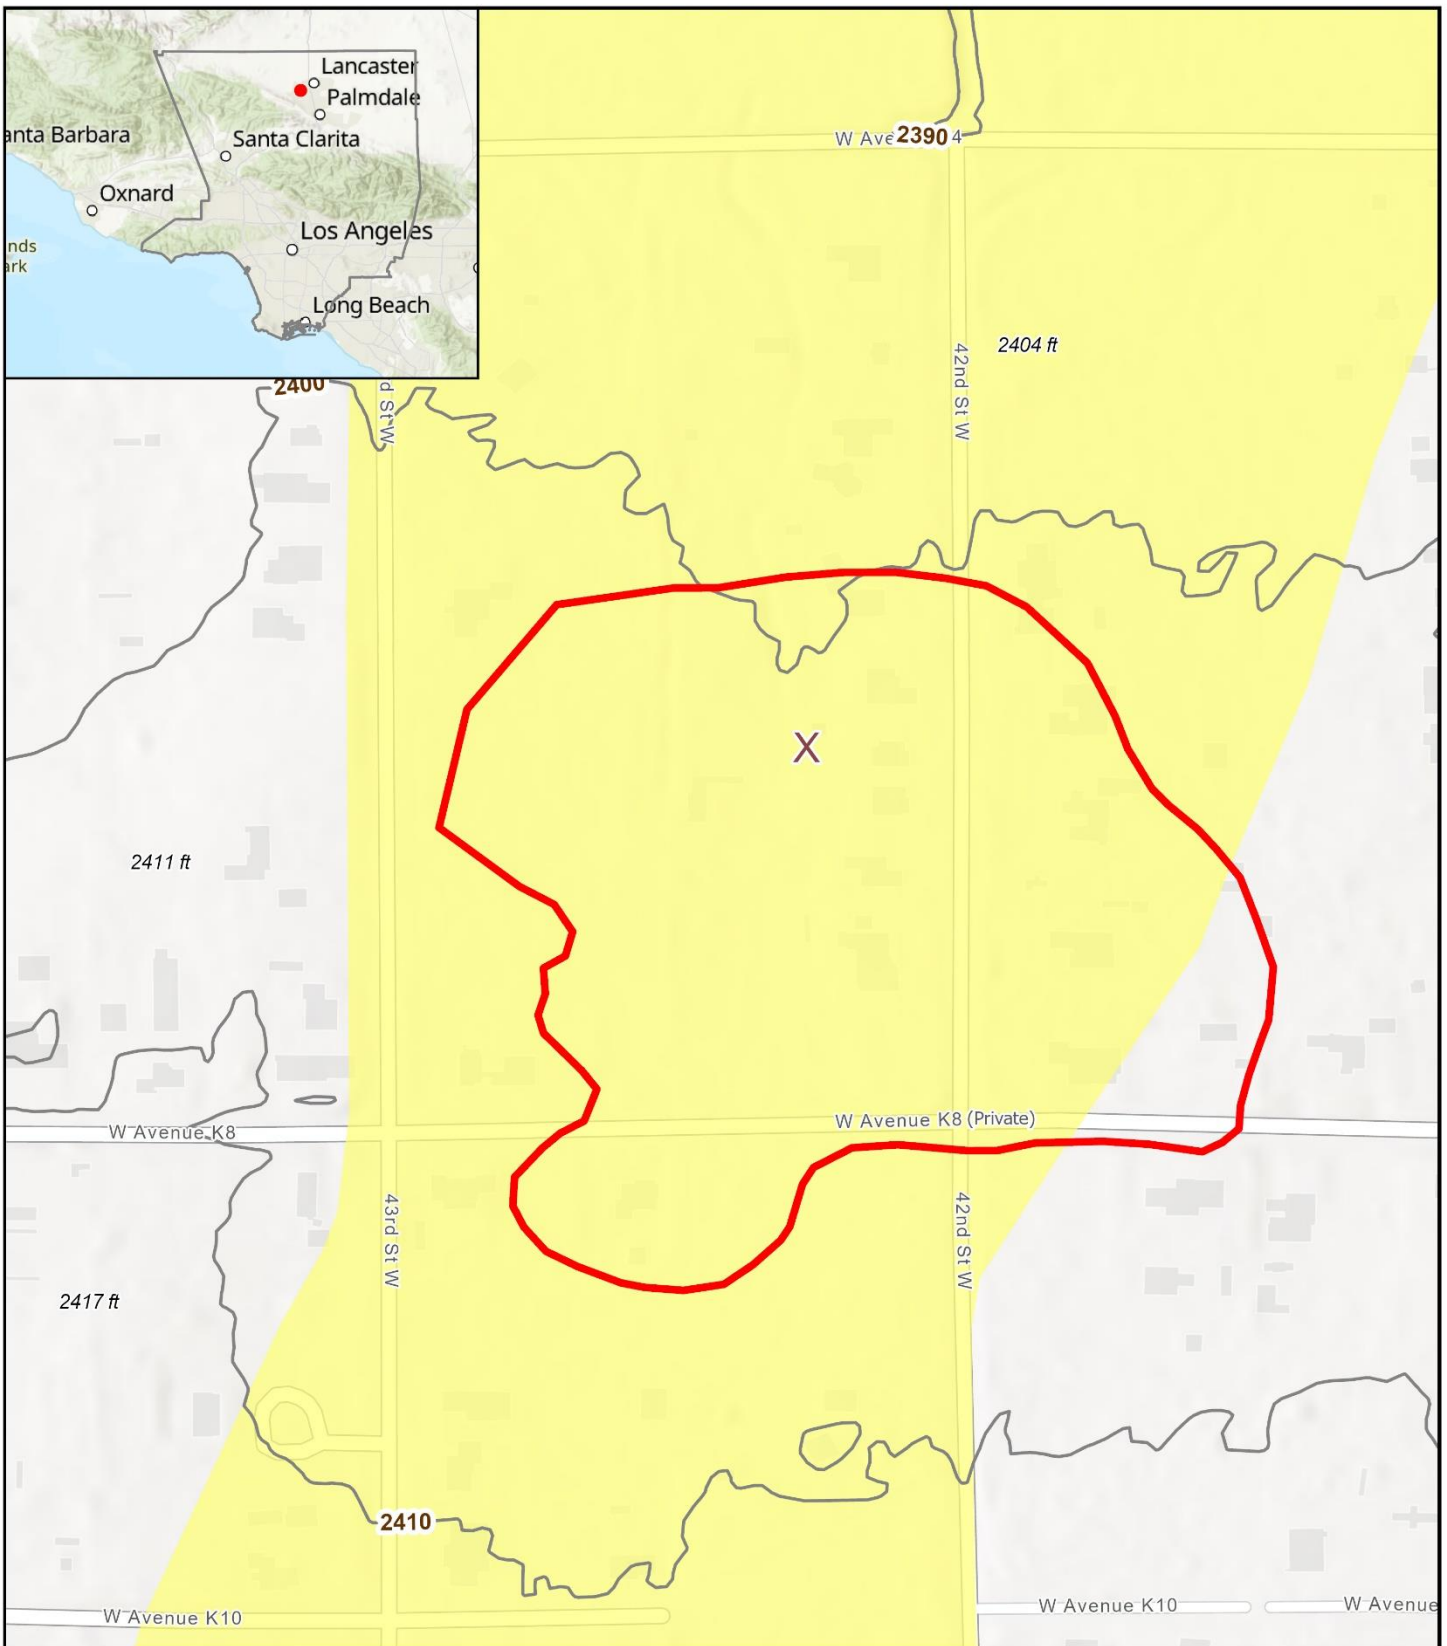 Lancaster
Palmdale
anta Barbara
Santa Clarita
Oxnard
Los Angeles
nds
ark
Long Beach
W Ave 2390 4
42nd St W
2404 ft
2400
d St W
X
2411 ft
W Avenue K8 (Private)
W Avenue K8
43rd St W
42nd St W
2417 ft
2410
W Avenue K10
W Avenue K10
W Avenue